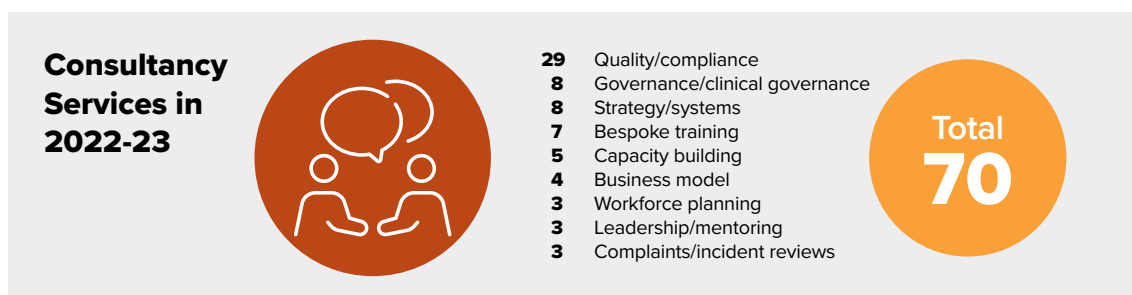 Consultancy
Services in
2022-23
29 Quality/compliance
8 Governance/clinical governance
8 Strategy/systems
7 Bespoke training
5 Capacity building
4 Business model
3 Workforce planning
3 Leadership/mentoring
3 Complaints/incident reviews
Total
70